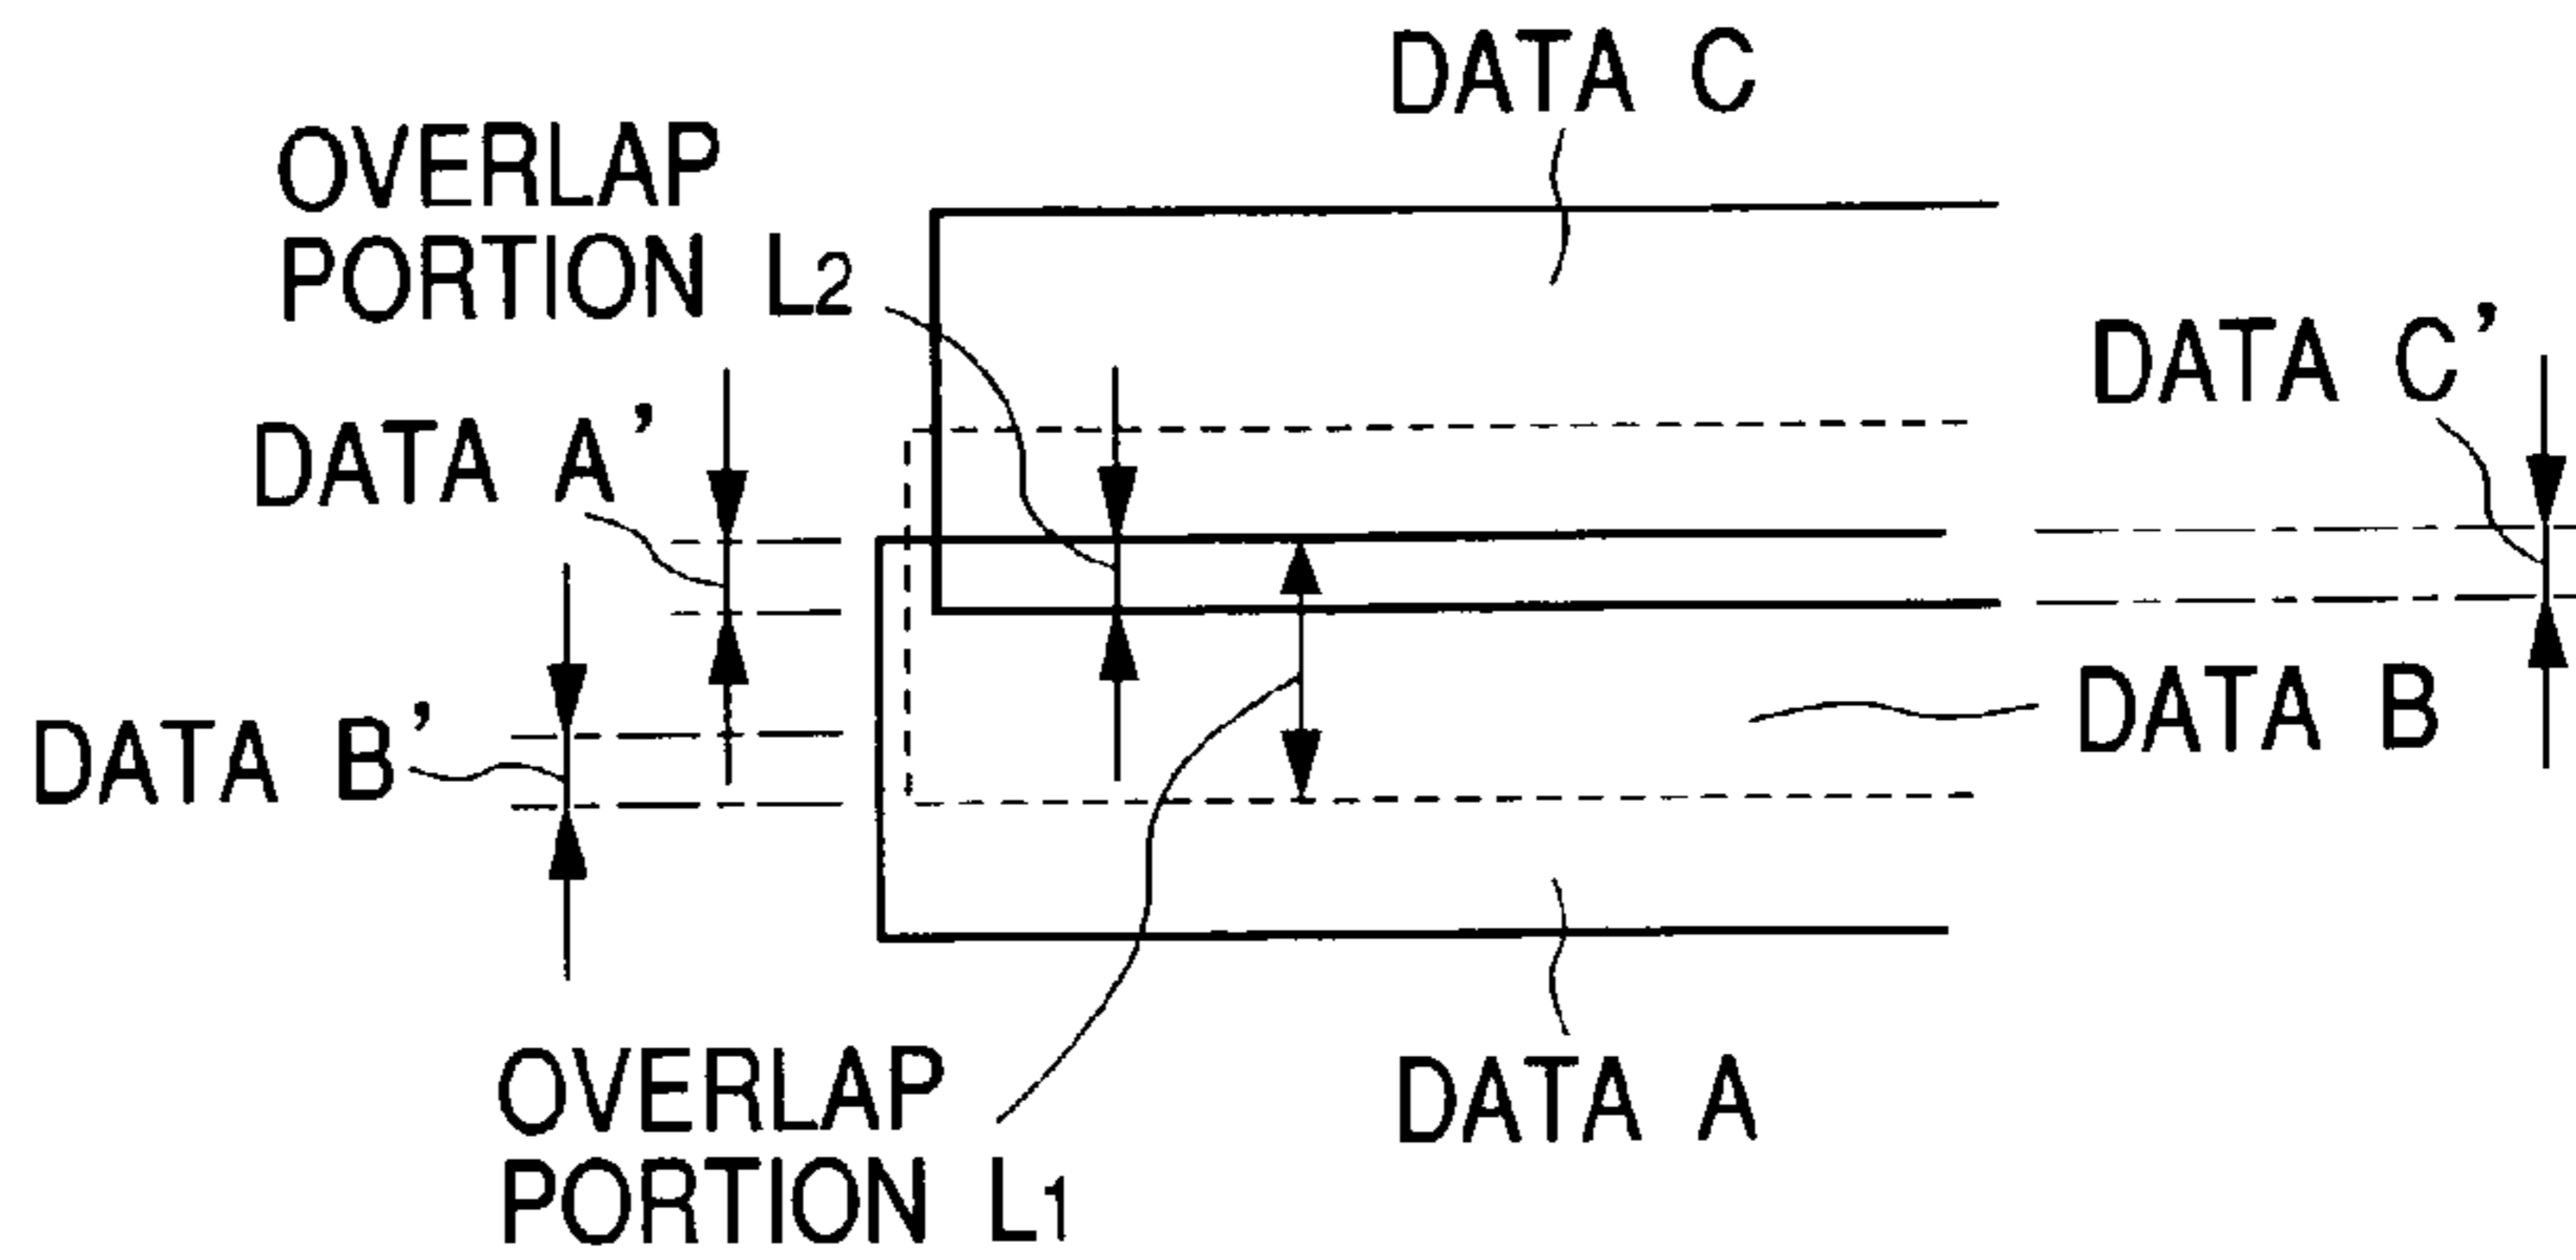 DATA C
OVERLAP
PORTION L2
DATA C'
DATA A'
DATA B
DATA B'
OVERLAP
PORTION L1
DATA A